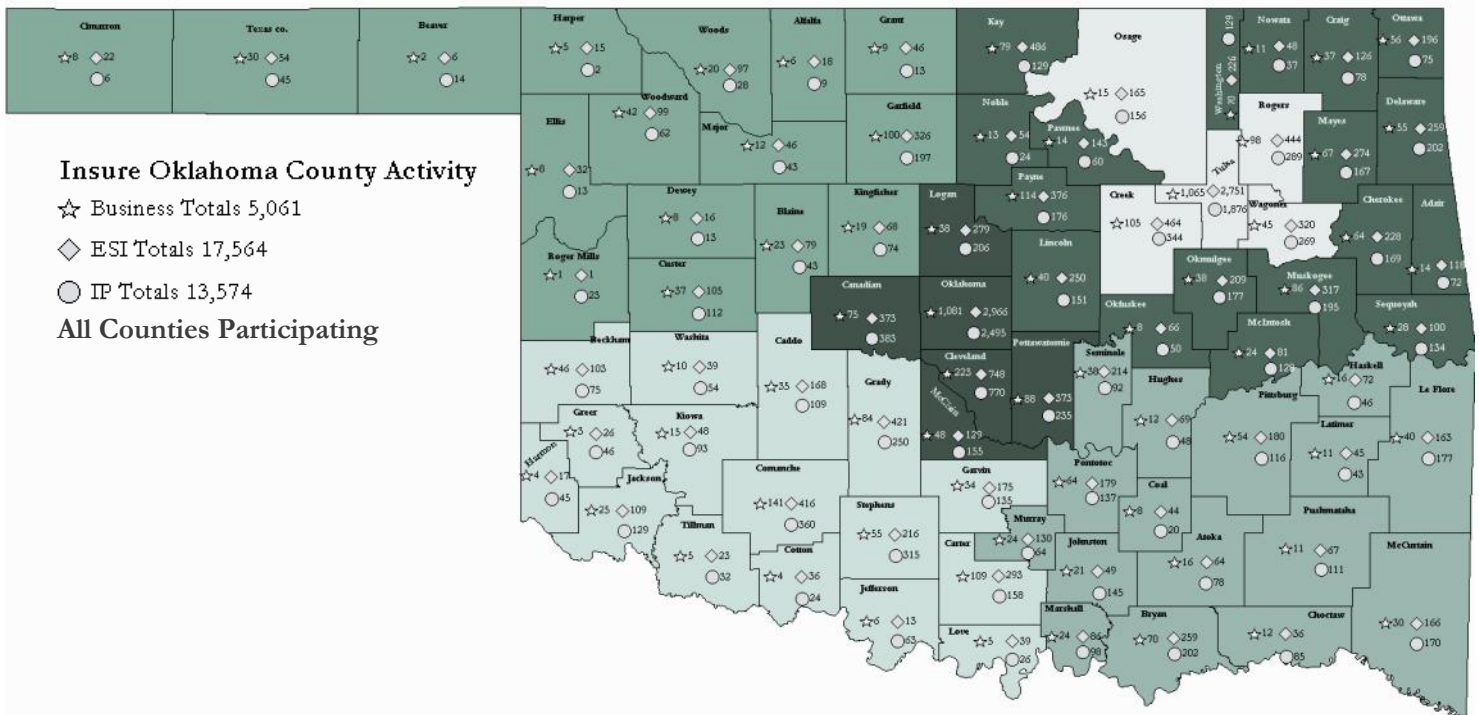 Insure Oklahoma County Activity
Business Totals 5,061
ESI Totals 17,564
IP Totals 13,574
All Counties Participating
Cimarron
8 22
6
Texas co.
30 54
45
Beaver
2 6
14
Harper
5 15
2
Woods
20 97
28
Alfalfa
6 18
9
Grant
9 46
13
Kay
79 486
129
Osage
15 165
156
Washington
70 226
129
Nowata
11 48
37
Craig
37 126
78
Ottawa
56 196
75
Ellis
8 32
13
Woodward
42 99
62
Major
12 46
43
Garfield
100 326
197
Noble
13 54
24
Pawnee
14 143
60
Rogers
98 444
289
Mayes
67 274
167
Delaware
55 259
202
Roger Mills
1 1
23
Dewey
8 16
13
Custer
37 105
112
Blaine
23 79
43
Kingfisher
19 68
74
Logan
38 279
206
Payne
114 376
176
Creek
105 464
344
Tulsa
1,065 2,751
1,876
Wagoner
45 320
269
Cherokee
64 228
169
Adair
14 118
72
Canadian
75 373
383
Oklahoma
1,081 2,966
2,495
Lincoln
40 250
151
Okmulgee
38 209
177
Muskogee
86 317
195
Sequoyah
28 100
134
Okfuskee
8 66
50
McIntosh
24 81
128
Beckham
46 103
75
Washita
10 39
54
Caddo
35 168
109
Grady
84 421
250
Cleveland
223 748
770
McClain
48 129
155
Pottawatomie
88 373
235
Seminole
38 214
92
Hughes
12 69
48
Pittsburg
54 180
116
Haskell
16 72
46
Le Flore
40 163
177
Latimar
11 45
43
Harmon
4 17
45
Greer
3 26
46
Kiowa
15 48
93
Jackson
25 109
129
Comanche
141 416
360
Tillman
5 23
32
Cotton
4 36
24
Stephens
55 216
315
Garvin
34 175
135
Pontotoc
64 179
137
Coal
8 44
20
Murray
24 130
64
Johnston
21 49
145
Atoka
16 64
78
Pushmataha
11 67
111
McCurtain
30 166
170
Jefferson
6 13
63
Carter
109 293
158
Love
39
26
Marshall
24 86
98
Bryan
70 259
202
Choctaw
12 36
85